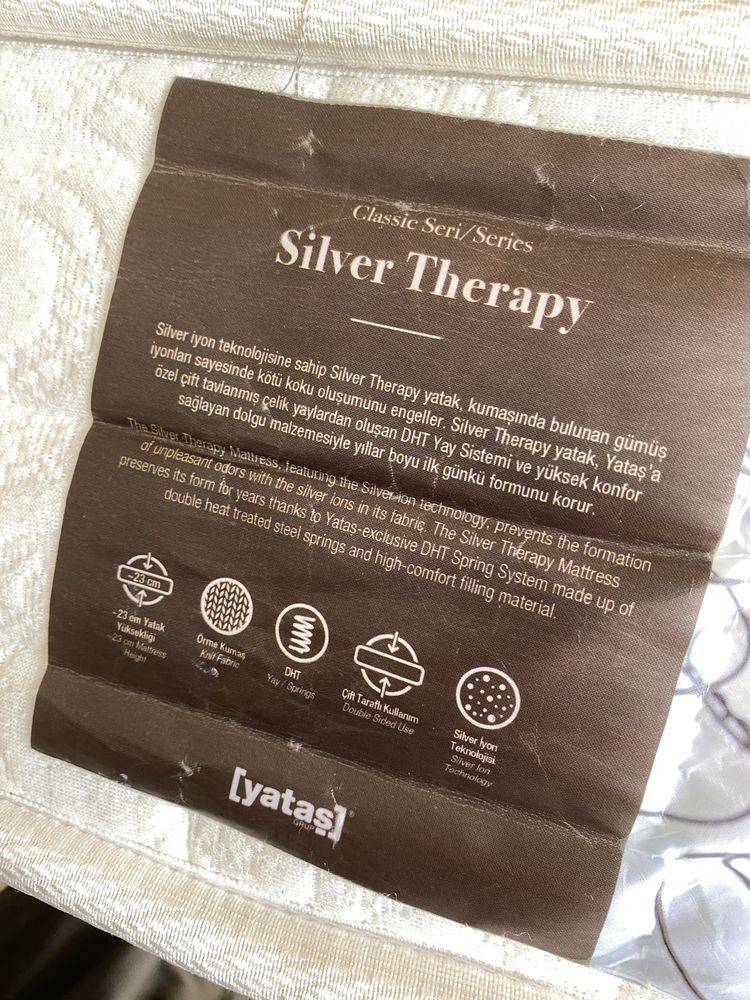 Classic Seri/Series
Silver Therapy
Silver iyon teknolojisine sahip Silver Therapy yatak, kumaşında bulunan gümüş
iyonları sayesinde kötü koku oluşumunu engeller. Silver Therapy yatak, Yataş'a
özel çift tavlanmış çelik yaylardan oluşan DHT Yay Sistemi ve yüksek konfor
sağlayan dolgu malzemesiyle yıllar boyu ilk günkü formunu korur.
The Silver Therapy Mattress, featuring the Silver Ion technology, prevents the formation
of unpleasant odors with the silver ions in its fabric. The Silver Therapy Mattress
preserves its form for years thanks to Yatas-exclusive DHT Spring System made up of
double heat treated steel springs and high-comfort filling material.
~23 cm
~23 cm Yatak
Yüksekliği
~23 cm Mattress
Height
Örme Kumaş
Knit Fabric
DHT
Yay / Springs
Çift Taraflı Kullanım
Double Sided Use
Silver İyon
Teknolojisi
Silver Ion
Technology
[yataş]®
GRUP